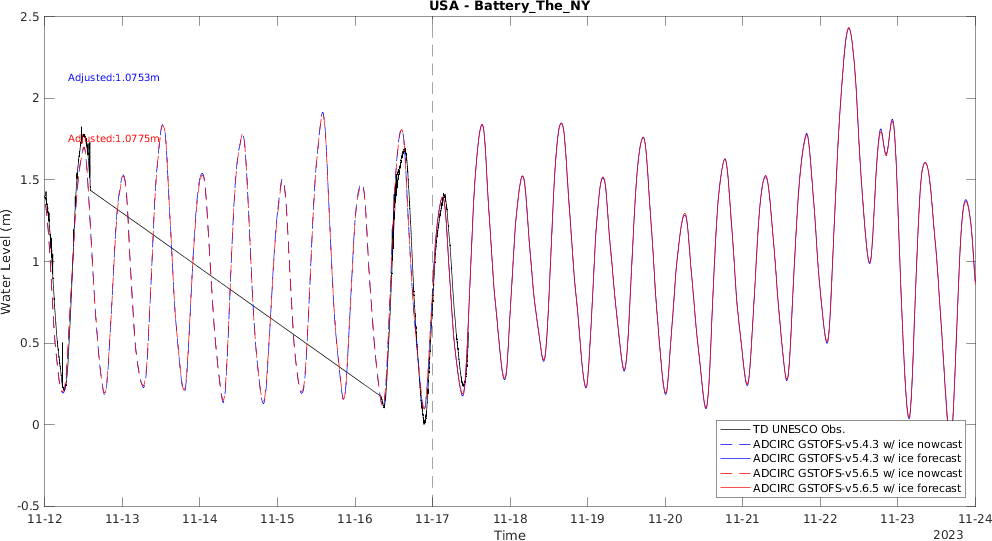 USA - Battery_The_NY
2.5
Adjusted:1.0753m
2
Adjusted:1.0775m
1.5
Water Level (m)
1
0.5
0
-0.5
TD UNESCO Obs.
ADCIRC GSTOFS-v5.4.3 w/ ice nowcast
ADCIRC GSTOFS-v5.4.3 w/ ice forecast
ADCIRC GSTOFS-v5.6.5 w/ ice nowcast
ADCIRC GSTOFS-v5.6.5 w/ ice forecast
11-12 11-13 11-14 11-15 11-16 11-17 11-18 11-19 11-20 11-21 11-22 11-23 11-24
Time
2023